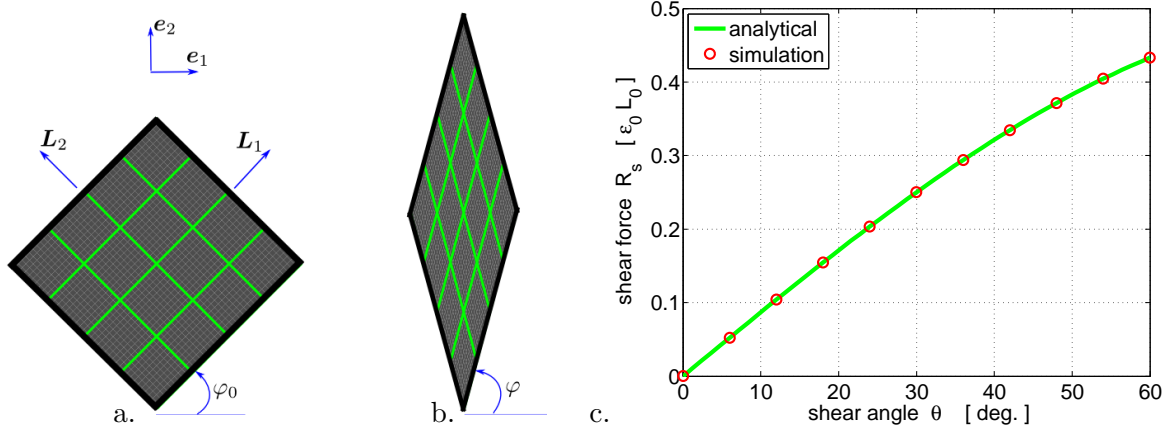 e₂
e₁
L₂
L₁
φ₀
a.
φ
b.
c.
analytical
simulation
shear force R_s [ ε₀ L₀ ]
0.5
0.4
0.3
0.2
0.1
0
0 10 20 30 40 50 60
shear angle θ [ deg. ]